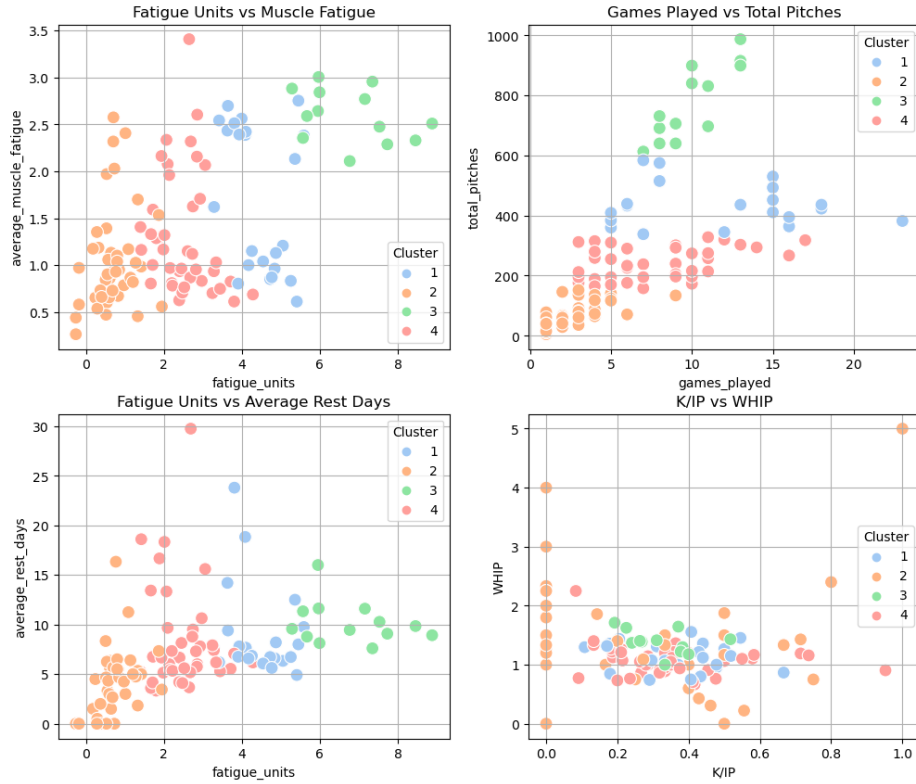 Fatigue Units vs Muscle Fatigue
3.5
3.0
2.5
2.0
1.5
1.0
0.5
average_muscle_fatigue
Cluster
1
2
3
4
0 2 4 6 8
fatigue_units
Games Played vs Total Pitches
1000
800
600
400
200
0
total_pitches
Cluster
1
2
3
4
0 5 10 15 20
games_played
Fatigue Units vs Average Rest Days
30
25
20
15
10
5
0
average_rest_days
Cluster
1
2
3
4
0 2 4 6 8
fatigue_units
K/IP vs WHIP
5
4
3
2
1
0
WHIP
Cluster
1
2
3
4
0.0 0.2 0.4 0.6 0.8 1.0
K/IP